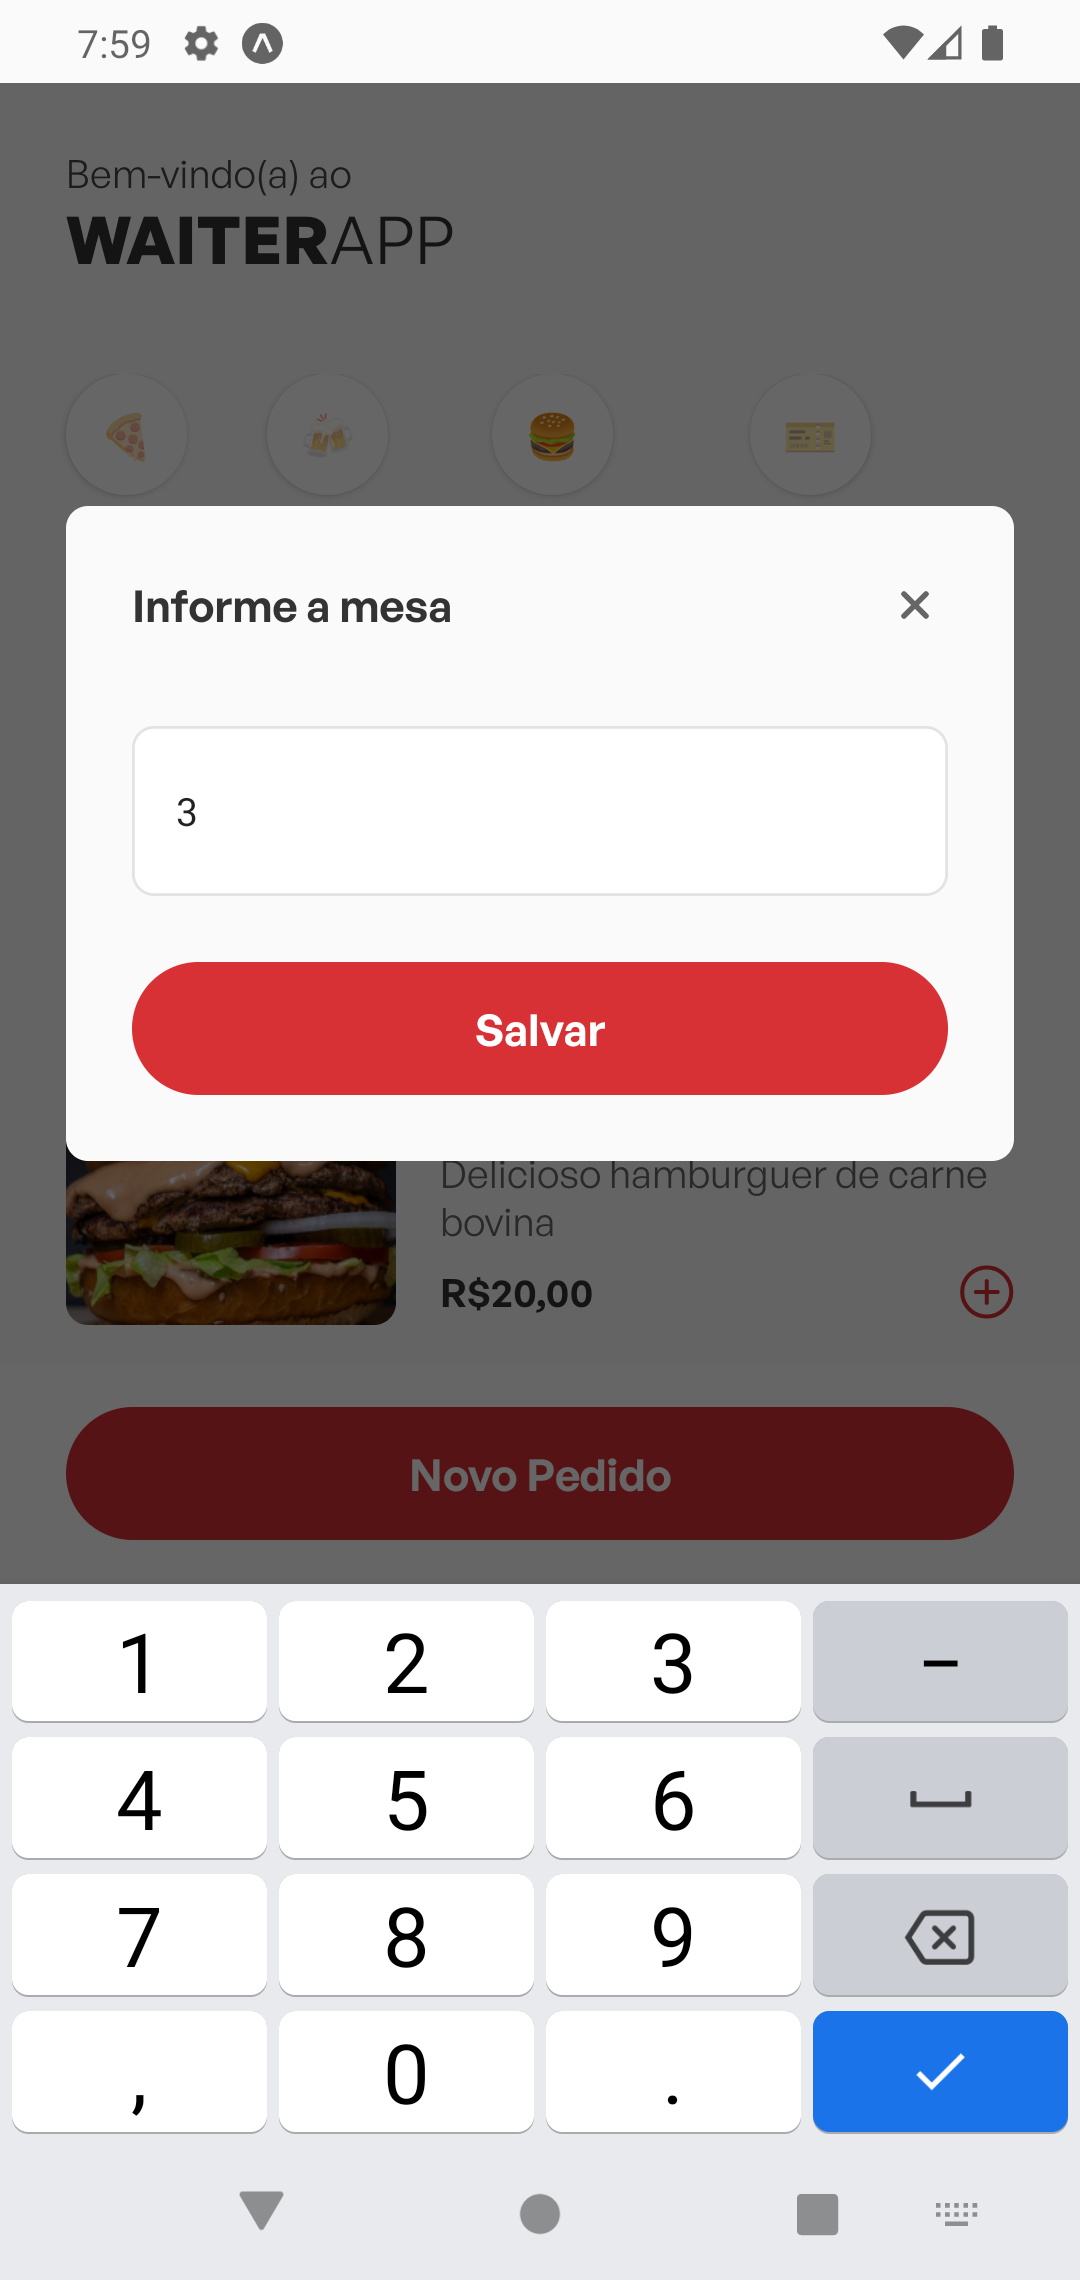 7:59
Bem-vindo(a) ao
WAITERAPP
Informe a mesa
3
Salvar
Delicioso hamburguer de carne
bovina
R$20,00
Novo Pedido
1 2 3 –
4 5 6
7 8 9
, 0 .